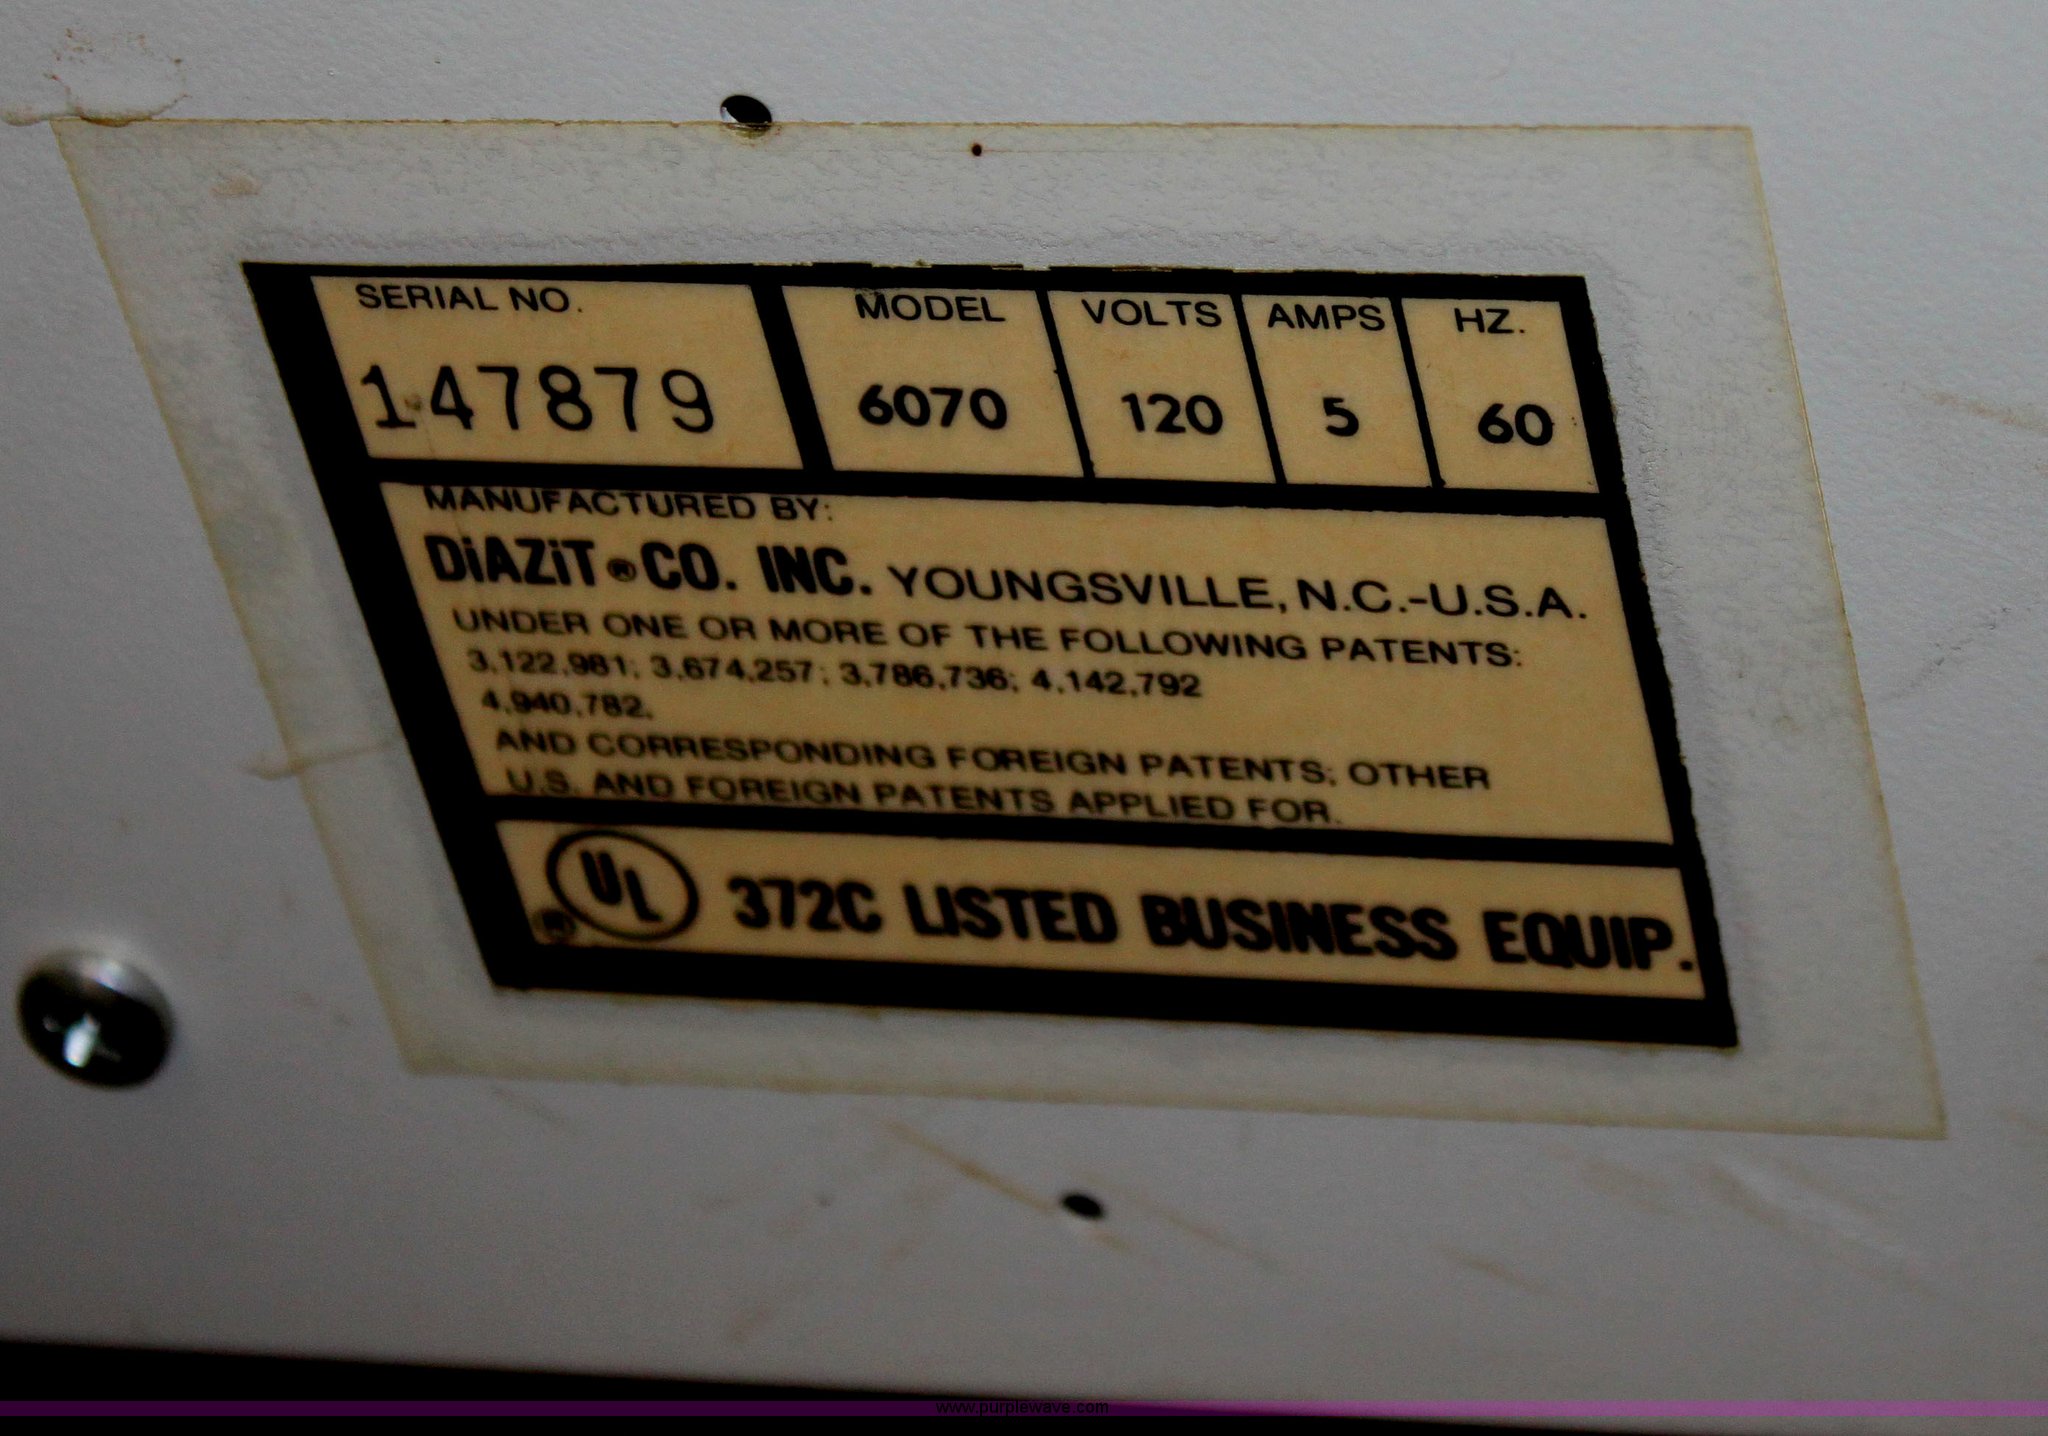 SERIAL NO. MODEL VOLTS AMPS HZ.
147879 6070 120 5 60
MANUFACTURED BY:
DiAZiT® CO. INC. YOUNGSVILLE, N.C.-U.S.A.
UNDER ONE OR MORE OF THE FOLLOWING PATENTS:
3,122,981; 3,674,257; 3,786,736; 4,142,792
4,940,782,
AND CORRESPONDING FOREIGN PATENTS; OTHER
U.S. AND FOREIGN PATENTS APPLIED FOR.
UL ® 372C LISTED BUSINESS EQUIP.
www.purplewave.com